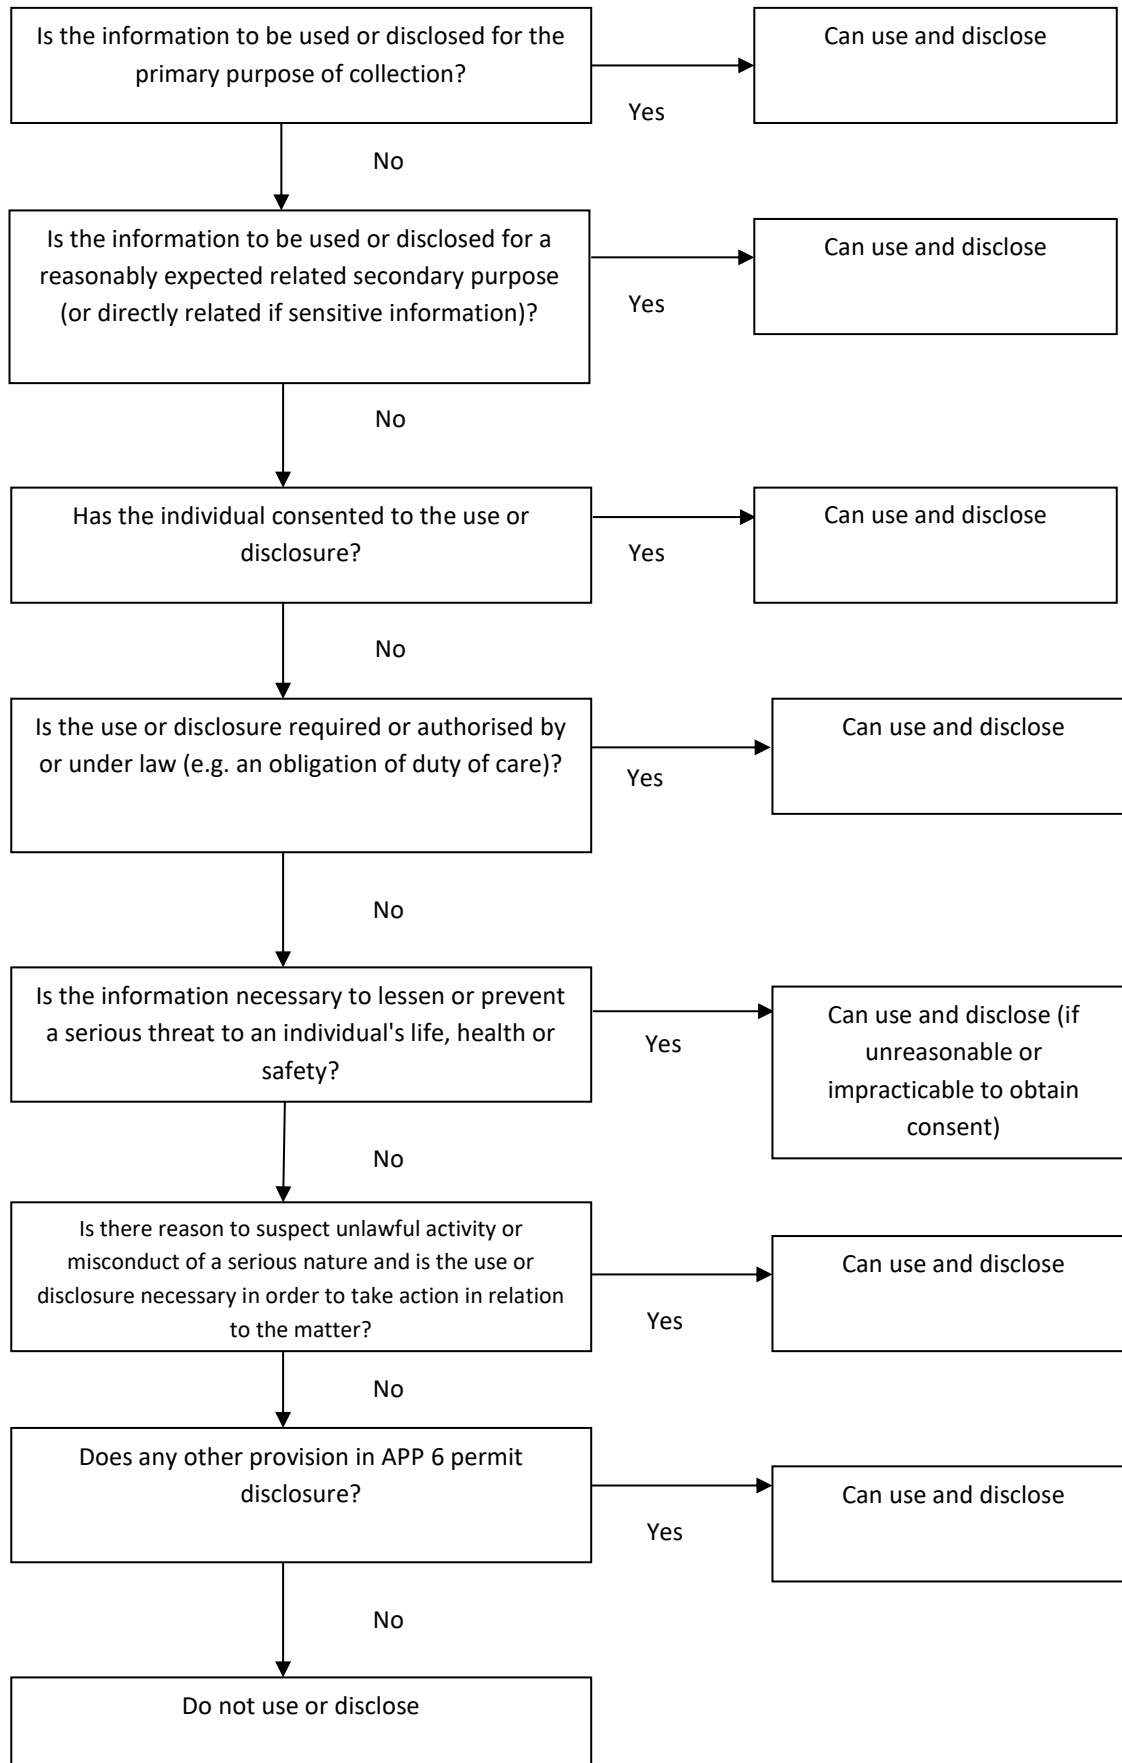 Is the information to be used or disclosed for the
primary purpose of collection?
Can use and disclose
Yes
No
Is the information to be used or disclosed for a
reasonably expected related secondary purpose
(or directly related if sensitive information)?
Can use and disclose
Yes
No
Has the individual consented to the use or
disclosure?
Can use and disclose
Yes
No
Is the use or disclosure required or authorised by
or under law (e.g. an obligation of duty of care)?
Can use and disclose
Yes
No
Is the information necessary to lessen or prevent
a serious threat to an individual's life, health or
safety?
Can use and disclose (if
unreasonable or
impracticable to obtain
consent)
Yes
No
Is there reason to suspect unlawful activity or
misconduct of a serious nature and is the use or
disclosure necessary in order to take action in relation
to the matter?
Can use and disclose
Yes
No
Does any other provision in APP 6 permit
disclosure?
Can use and disclose
Yes
No
Do not use or disclose